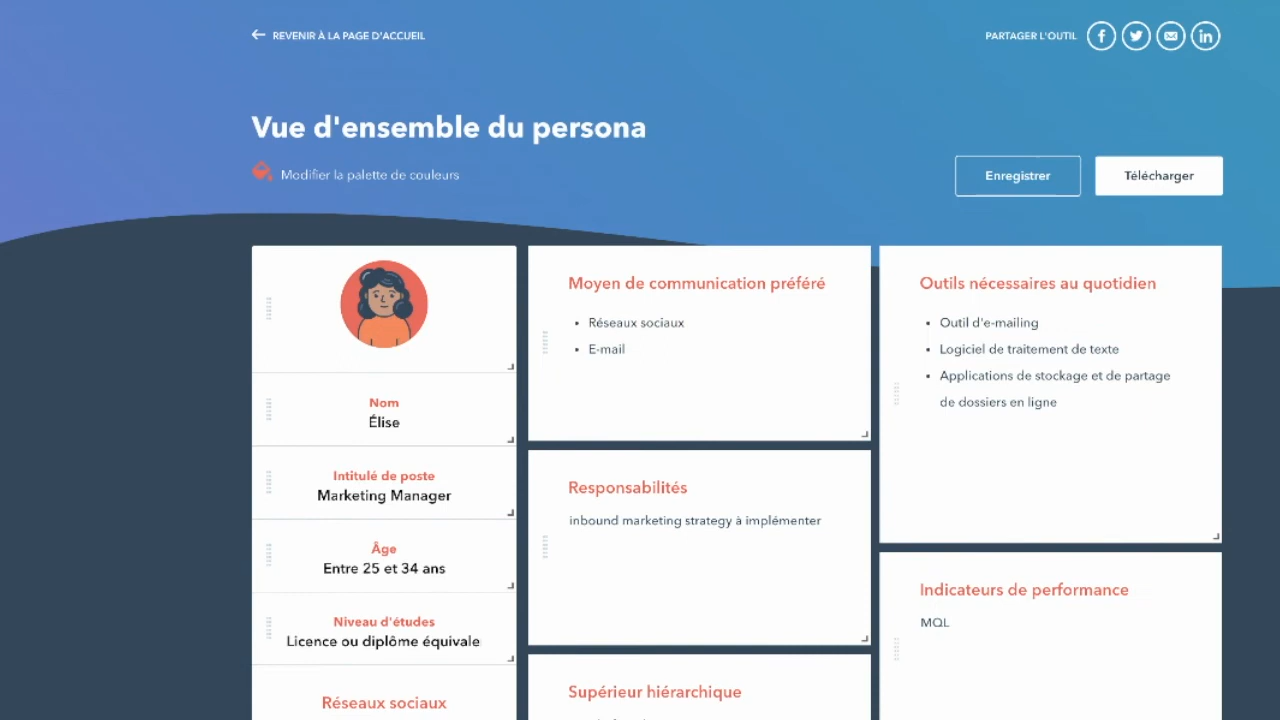 REVENIR À LA PAGE D'ACCUEIL
PARTAGER L'OUTIL
Vue d'ensemble du persona
Modifier la palette de couleurs
Enregistrer
Télécharger
Nom
Élise
Intitulé de poste
Marketing Manager
Âge
Entre 25 et 34 ans
Niveau d'études
Licence ou diplôme équivale
Réseaux sociaux
Moyen de communication préféré
• Réseaux sociaux
• E-mail
Responsabilités
inbound marketing strategy à implémenter
Supérieur hiérarchique
Outils nécessaires au quotidien
• Outil d'e-mailing
• Logiciel de traitement de texte
• Applications de stockage et de partage
de dossiers en ligne
Indicateurs de performance
MQL